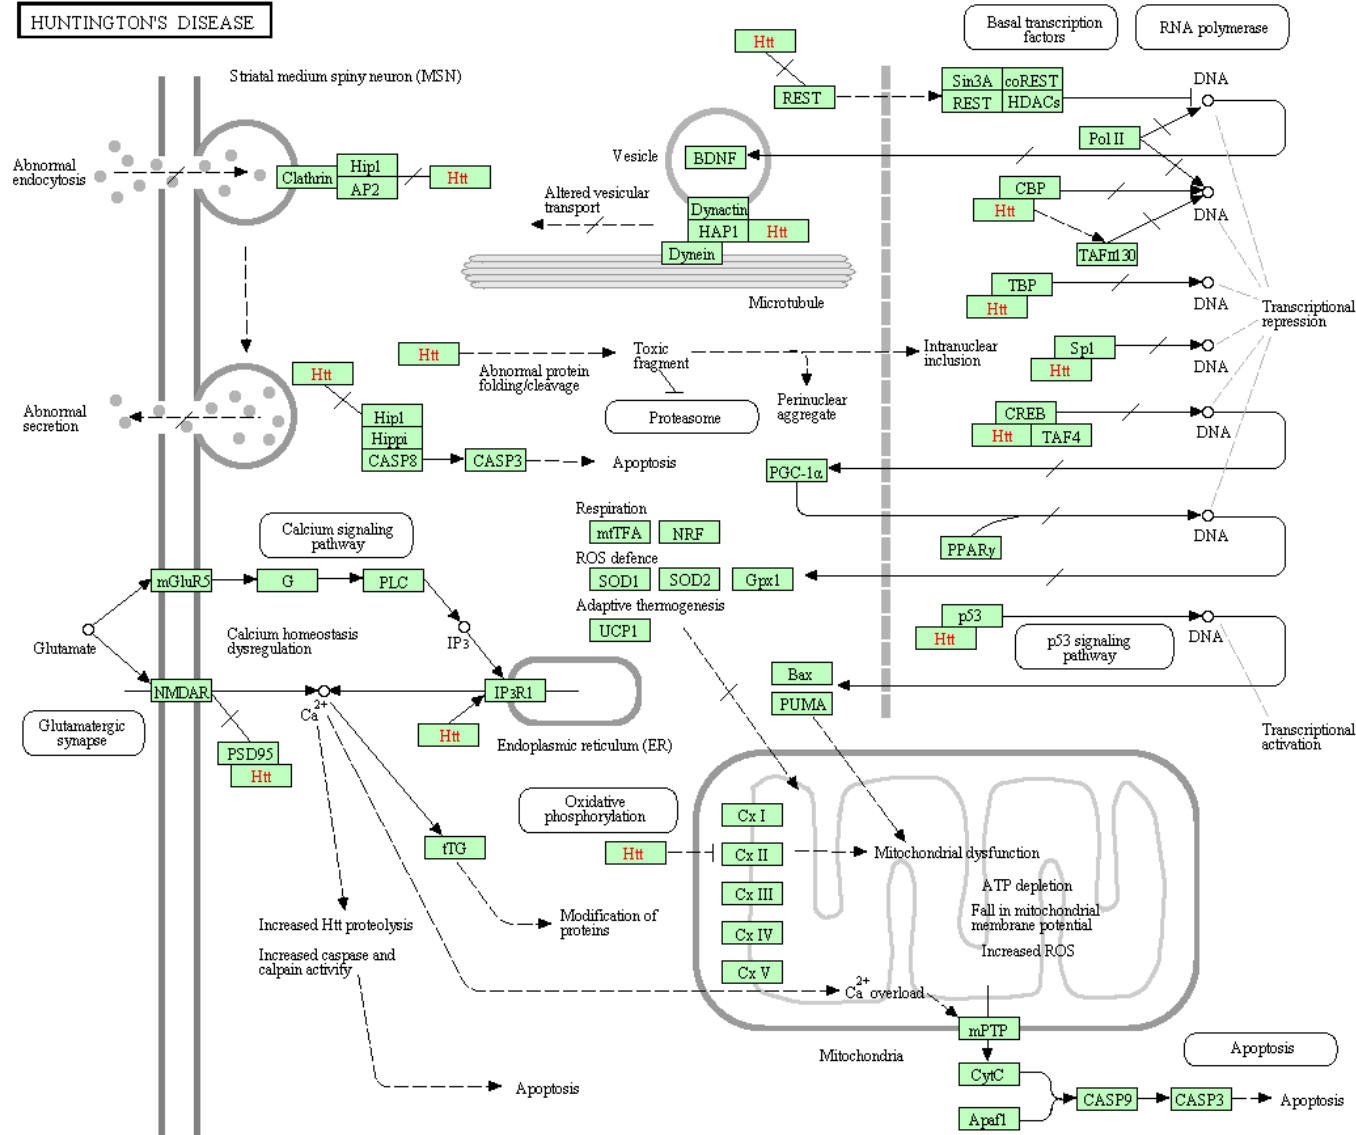 HUNTINGTON'S DISEASE
Striatal medium spiny neuron (MSN)
Htt
REST
Basal transcription
factors
RNA polymerase
Sin3A
coREST
REST
HDACs
DNA
Pol II
Abnormal
endocytosis
Clathrin
Hip1
AP2
Htt
Vesicle
BDNF
Altered vesicular
transport
Dynactin
HAP1
Htt
Dynein
Microtubule
CBP
Htt
DNA
TAFII130
TBP
Htt
DNA
Transcriptional
repression
Htt
Abnormal protein
folding/cleavage
Toxic
fragment
Intranuclear
inclusion
Sp1
Htt
DNA
Proteasome
Perinuclear
aggregate
Abnormal
secretion
Htt
Hip1
Hippi
CASP8
CASP3
Apoptosis
CREB
Htt
TAF4
DNA
PGC-1α
Respiration
mtTFA
NRF
ROS defence
SOD1
SOD2
Gpx1
Adaptive thermogenesis
UCP1
PPARγ
DNA
Calcium signaling
pathway
mGluR5
G
PLC
Glutamate
Calcium homeostasis
dysregulation
IP3
p53
Htt
DNA
p53 signaling
pathway
NMDAR
Ca2+
IP3R1
Htt
Endoplasmic reticulum (ER)
Bax
PUMA
Glutamatergic
synapse
PSD95
Htt
Transcriptional
activation
Oxidative
phosphorylation
Htt
Cx I
Cx II
Cx III
Cx IV
Cx V
Mitochondrial dysfunction
ATP depletion
Fall in mitochondrial
membrane potential
Increased ROS
tTG
Modification of
proteins
Increased Htt proteolysis
Increased caspase and
calpain activity
Ca2+ overload
mPTP
Mitochondria
Apoptosis
CytC
Apaf1
CASP9
CASP3
Apoptosis
Apoptosis